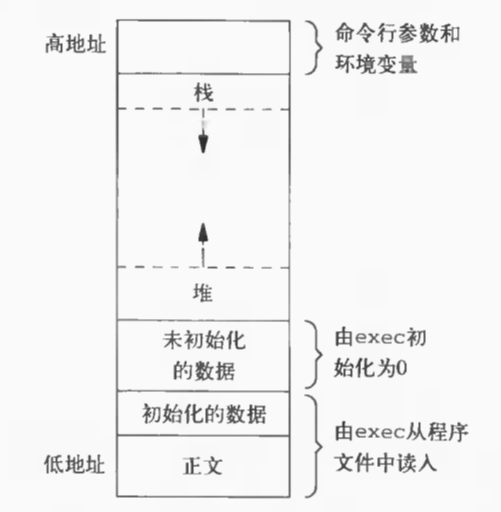 高地址
命令行参数和
环境变量
栈
堆
未初始化
的数据
由exec初
始化为0
初始化的数据
由exec从程序
文件中读入
低地址
正文